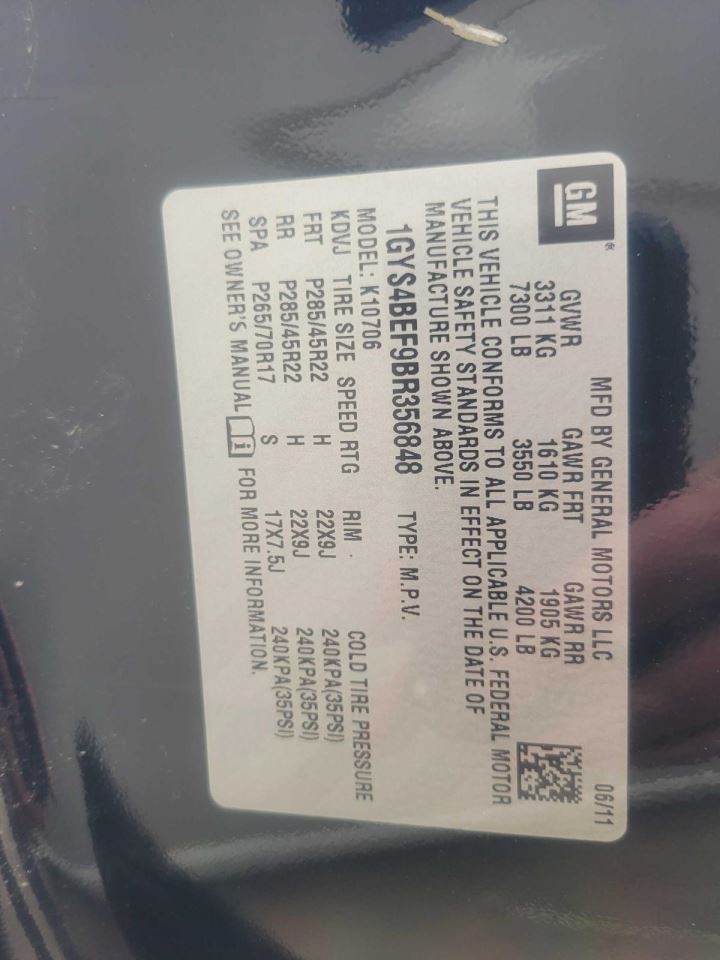 GM®
MFD BY GENERAL MOTORS LLC 06/11
GVWR GAWR FRT GAWR RR
3311 KG 1610 KG 1905 KG
7300 LB 3550 LB 4200 LB
THIS VEHICLE CONFORMS TO ALL APPLICABLE U.S. FEDERAL MOTOR
VEHICLE SAFETY STANDARDS IN EFFECT ON THE DATE OF
MANUFACTURE SHOWN ABOVE.
1GYS4BEF9BR356848 TYPE: M.P.V.
MODEL: K10706
KDVJ TIRE SIZE SPEED RTG RIM COLD TIRE PRESSURE
FRT P285/45R22 H 22X9J 240KPA(35PSI)
RR P285/45R22 H 22X9J 240KPA(35PSI)
SPA P265/70R17 S 17X7.5J 240KPA(35PSI)
SEE OWNER'S MANUAL i FOR MORE INFORMATION.